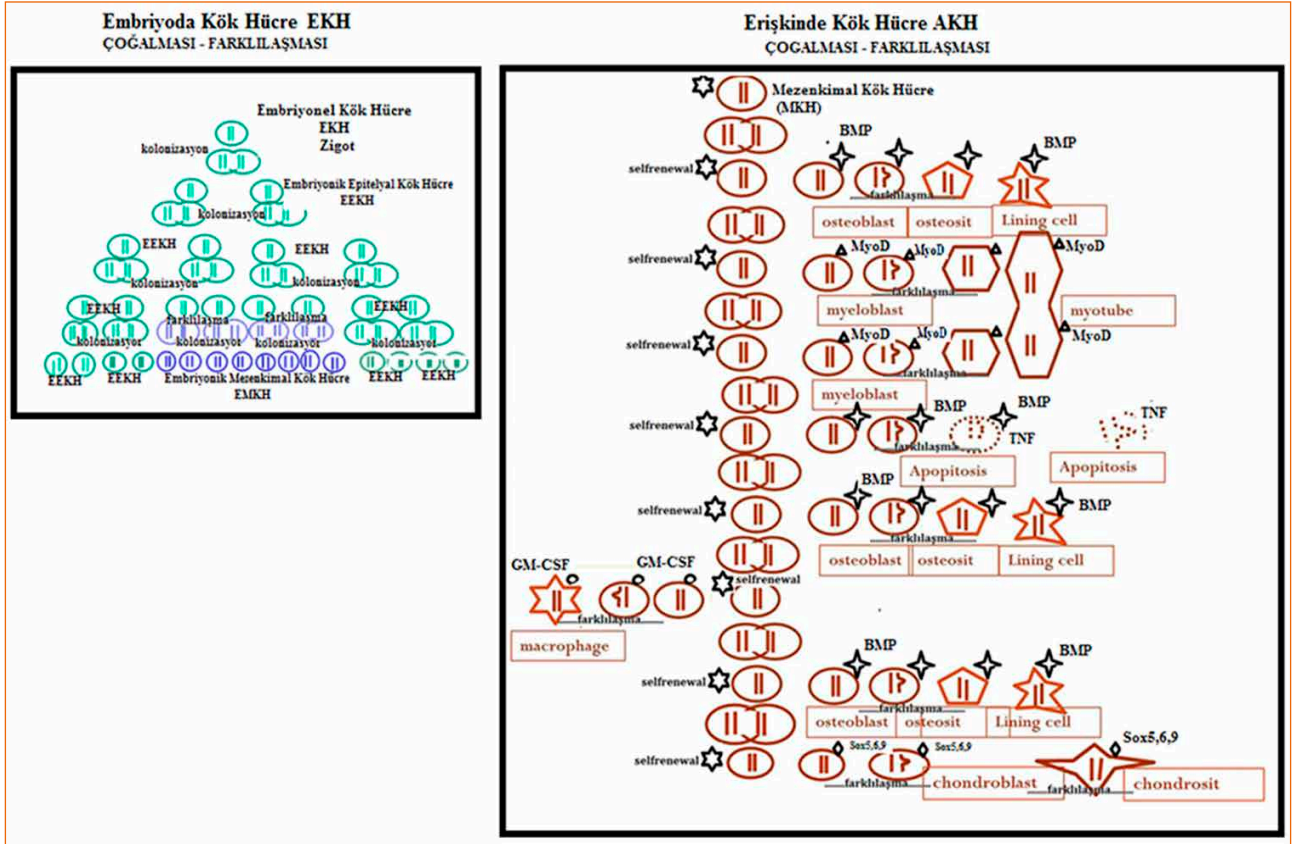 Embriyoda Kök Hücre EKH
ÇOĞALMASI - FARKLILAŞMASI
Embriyonel Kök Hücre
EKH
Zigot
kolonizasyon
Embriyonik Epitelyal Kök Hücre
EEKH
kolonizasyon
EEKH
EEKH
kolonizasyon
kolonizasyon
EEKH
farklılaşma
farklılaşma
EEKH
kolonizasyor
kolonizasyor
kolonizasyor
kolonizasyor
EEKH
EEKH
Embriyonik Mezenkimal Kök Hücre
EMKH
EEKH
EEKH
Erişkinde Kök Hücre AKH
ÇOGALMASI - FARKLILAŞMASI
Mezenkimal Kök Hücre
(MKH)
BMP
BMP
selfrenewal
farklılaşma
osteoblast
osteosit
Lining cell
MyoD
MyoD
MyoD
selfrenewal
farklılaşma
myeloblast
myotube
MyoD
MyoD
MyoD
selfrenewal
farklılaşma
myeloblast
BMP
BMP
TNF
selfrenewal
TNF
farklılaşma
Apopitosis
Apopitosis
BMP
BMP
selfrenewal
farklılaşma
osteoblast
osteosit
Lining cell
GM-CSF
GM-CSF
selfrenewal
farklılaşma
macrophage
BMP
BMP
selfrenewal
farklılaşma
osteoblast
osteosit
Lining cell
Sox5,6,9
Sox5,6,9
Sox5,6,9
selfrenewal
farklılaşma
chondroblast
farklılaşma
chondrosit